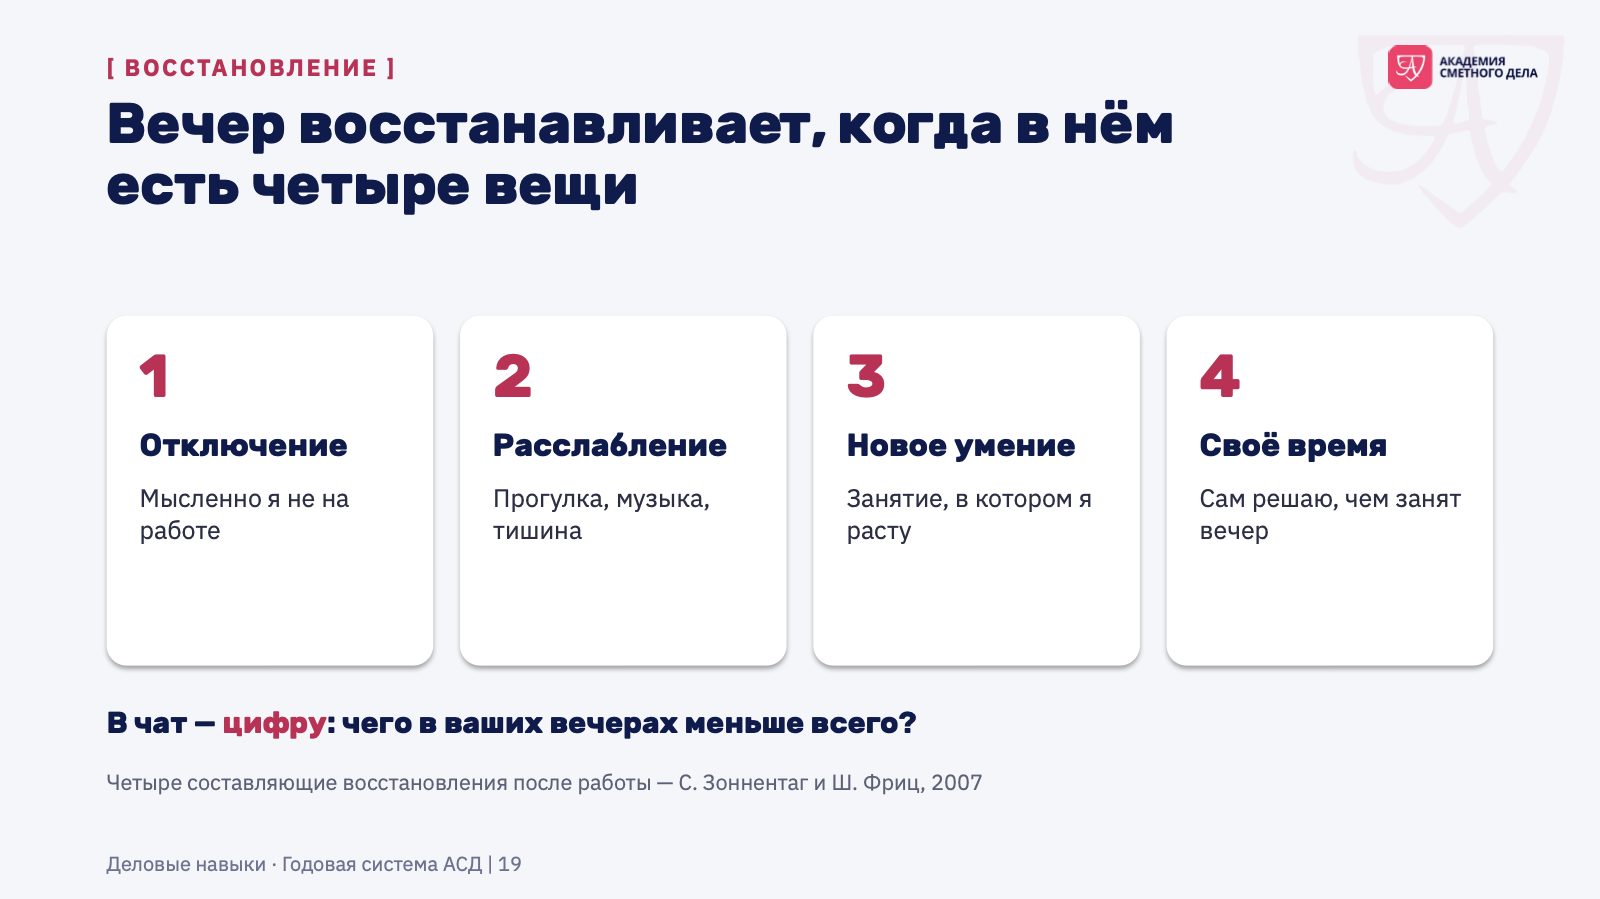 [ ВОССТАНОВЛЕНИЕ ]
АКАДЕМИЯ
СМЕТНОГО ДЕЛА
Вечер восстанавливает, когда в нём
есть четыре вещи
1
Отключение
Мысленно я не на
работе
2
Расслабление
Прогулка, музыка,
тишина
3
Новое умение
Занятие, в котором я
расту
4
Своё время
Сам решаю, чем занят
вечер
В чат — цифру: чего в ваших вечерах меньше всего?
Четыре составляющие восстановления после работы — С. Зоннентаг и Ш. Фриц, 2007
Деловые навыки · Годовая система АСД | 19